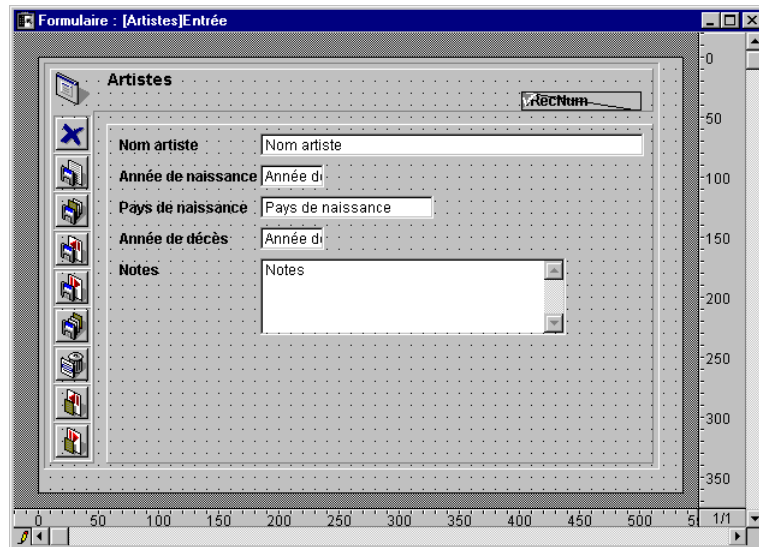 Formulaire : [Artistes]Entrée
Artistes
RecNum
Nom artiste Nom artiste
Année de naissance Année de
Pays de naissance Pays de naissance
Année de décès Année de
Notes Notes
0
50
100
150
200
250
300
350
0 50 100 150 200 250 300 350 400 450 500 5 1/1